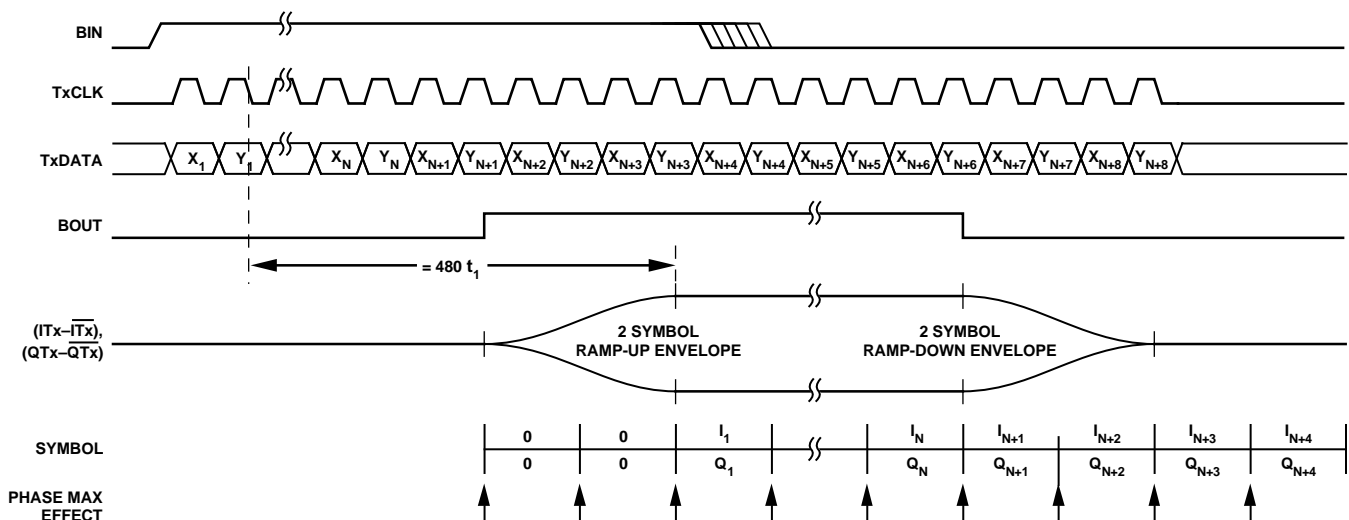 BIN
TxCLK
TxDATA X1 Y1 XN YN XN+1 YN+1 XN+2 YN+2 XN+3 YN+3 XN+4 YN+4 XN+5 YN+5 XN+6 YN+6 XN+7 YN+7 XN+8 YN+8
BOUT
= 480 t1
(ITx–I̅T̅x̅),
(QTx–Q̅T̅x̅)
2 SYMBOL
RAMP-UP ENVELOPE
2 SYMBOL
RAMP-DOWN ENVELOPE
SYMBOL
0 0 I1 IN IN+1 IN+2 IN+3 IN+4
0 0 Q1 QN QN+1 QN+2 QN+3 QN+4
PHASE MAX
EFFECT